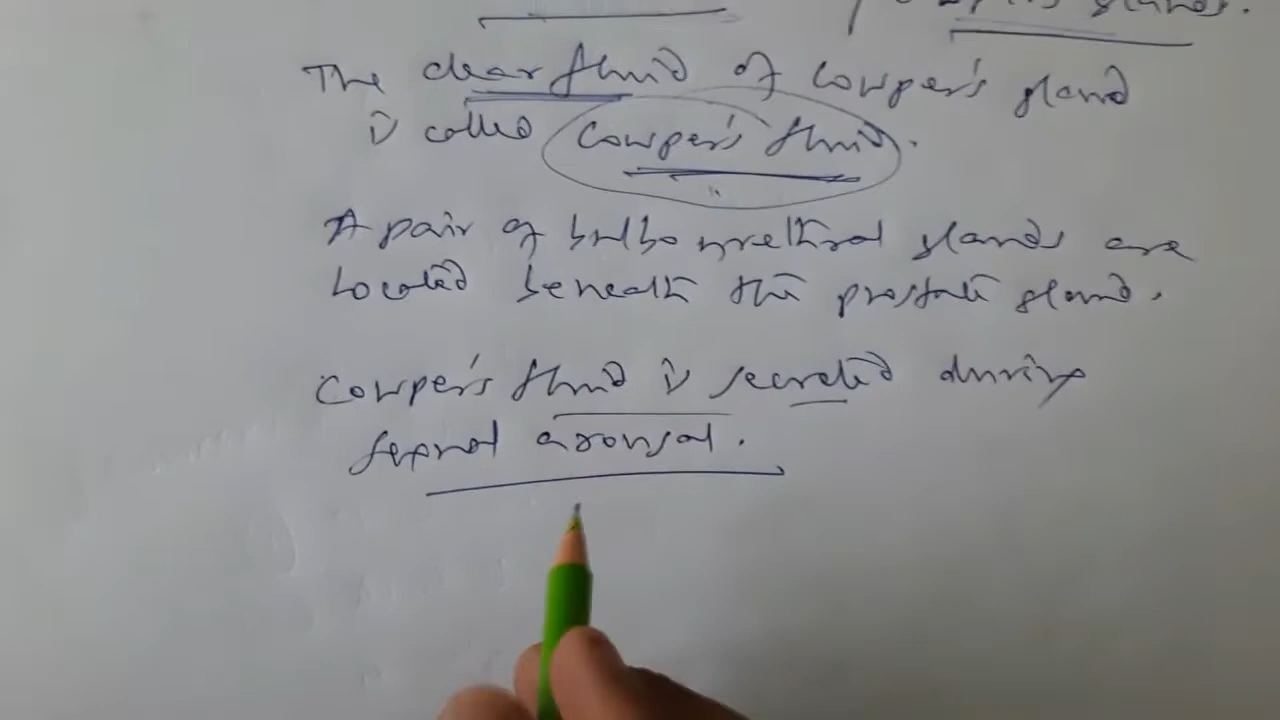 glands.
The clear fluid of Cowper's gland
is called Cowper's fluid.
A pair of bulbourethral glands are
located beneath the prostate gland.
Cowper's fluid is secreted during
sexual arousal.